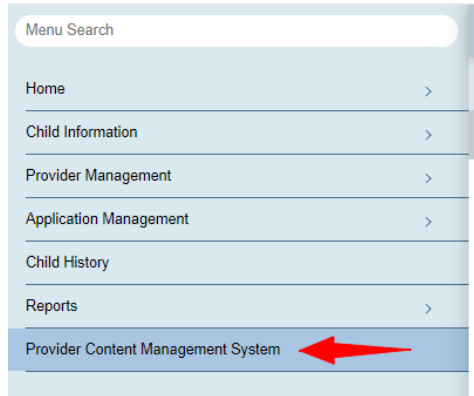 Menu Search
Home
Child Information
Provider Management
Application Management
Child History
Reports
Provider Content Management System